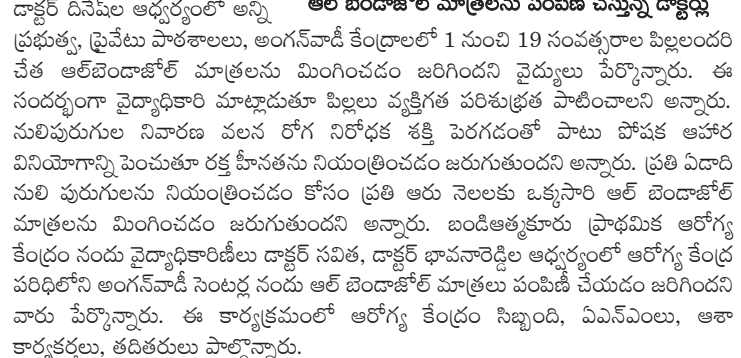 డాక్టర్ దినేష్‌ల ఆధ్వర్యంలో అన్ని
ఆల్ బెండాజోల్ మాత్రలను పంపిణీ చేస్తున్న డాక్టర్లు
ప్రభుత్వ, ప్రైవేటు పాఠశాలలు, అంగన్‌వాడీ కేంద్రాలలో 1 నుంచి 19 సంవత్సరాల పిల్లలందరి
చేత ఆల్‌బెండాజోల్ మాత్రలను మింగించడం జరిగిందని వైద్యులు పేర్కొన్నారు. ఈ
సందర్భంగా వైద్యాధికారి మాట్లాడుతూ పిల్లలు వ్యక్తిగత పరిశుభ్రత పాటించాలని అన్నారు.
నులిపురుగుల నివారణ వలన రోగ నిరోధక శక్తి పెరగడంతో పాటు పోషక ఆహార
వినియోగాన్ని పెంచుతూ రక్త హీనతను నియంత్రించడం జరుగుతుందని అన్నారు. ప్రతి ఏడాది
నులి పురుగులను నియంత్రించడం కోసం ప్రతి ఆరు నెలలకు ఒక్కసారి ఆల్ బెండాజోల్
మాత్రలను మింగించడం జరుగుతుందని అన్నారు. బండిఆత్మకూరు ప్రాథమిక ఆరోగ్య
కేంద్రం నందు వైద్యాధికారిణీలు డాక్టర్ సవిత, డాక్టర్ భావనారెడ్డిల ఆధ్వర్యంలో ఆరోగ్య కేంద్ర
పరిధిలోని అంగన్‌వాడీ సెంటర్ల నందు ఆల్ బెండాజోల్ మాత్రలు పంపిణీ చేయడం జరిగిందని
వారు పేర్కొన్నారు. ఈ కార్యక్రమంలో ఆరోగ్య కేంద్రం సిబ్బంది, ఏఎన్ఎంలు, ఆశా
కార్యకర్తలు, తదితరులు పాల్గొన్నారు.